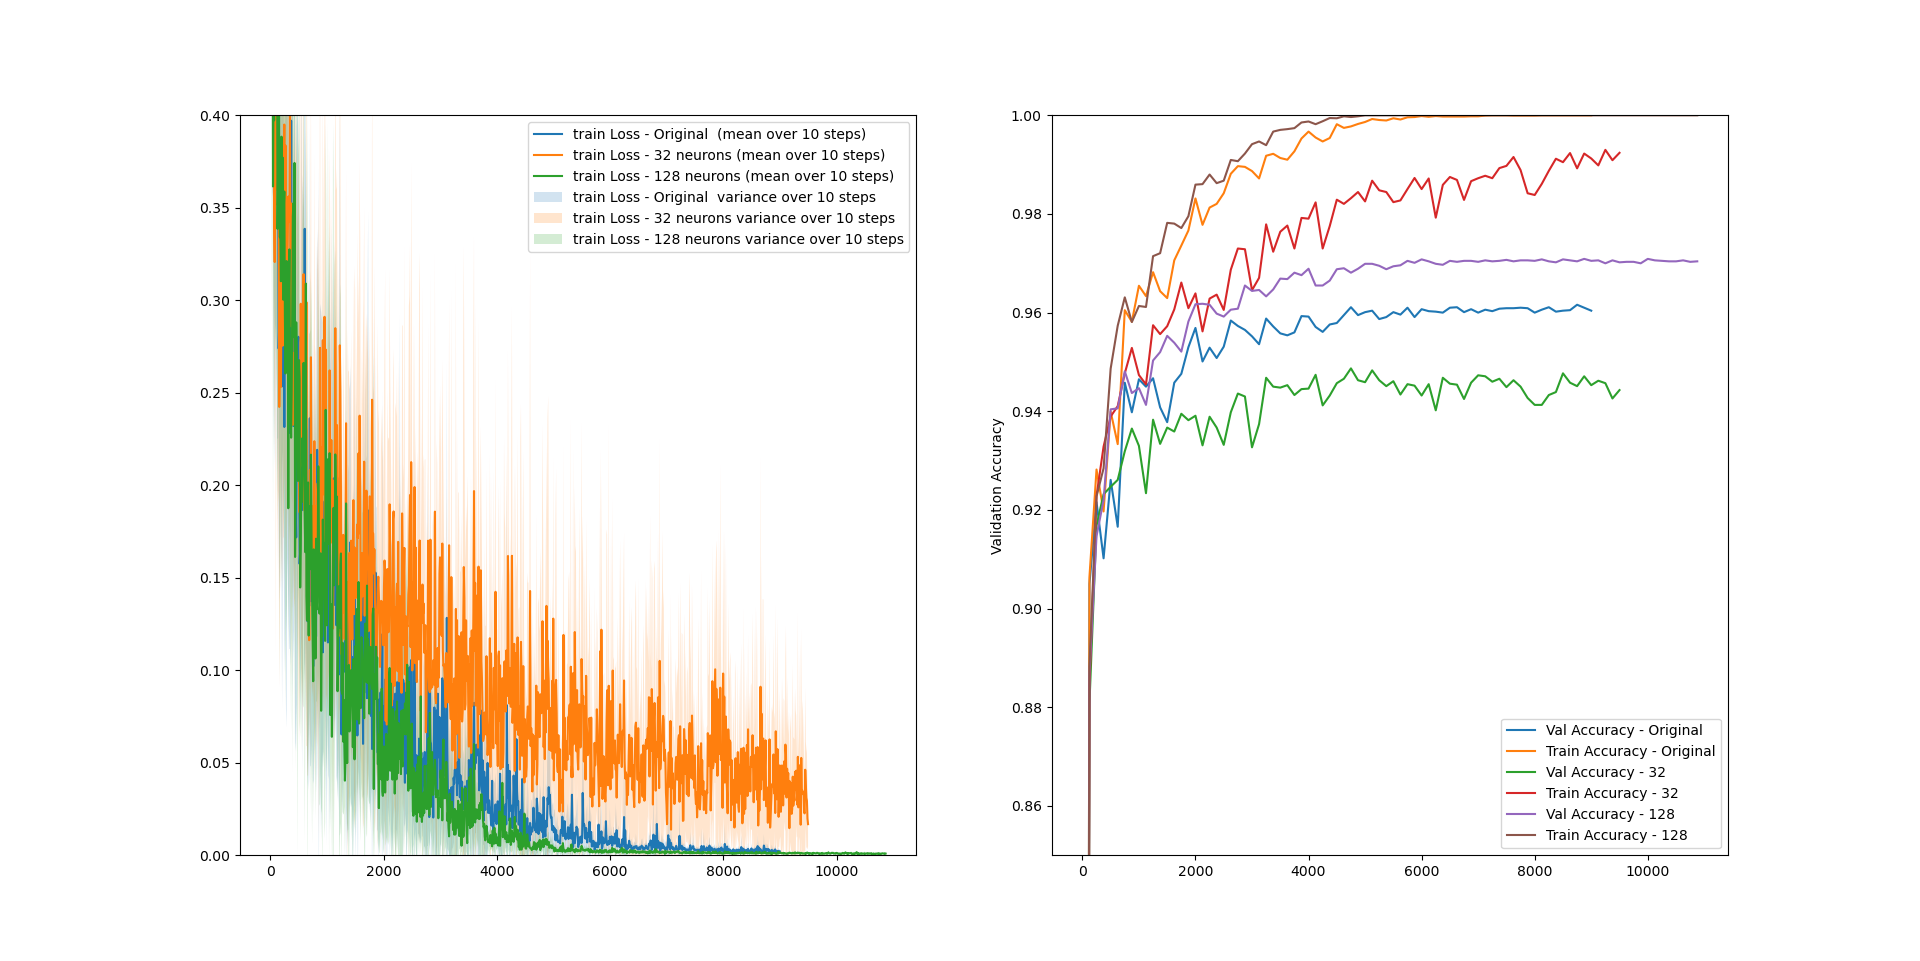 0.40
0.35
0.30
0.25
0.20
0.15
0.10
0.05
0.00
0
2000
4000
6000
8000
10000
train Loss - Original  (mean over 10 steps)
train Loss - 32 neurons (mean over 10 steps)
train Loss - 128 neurons (mean over 10 steps)
train Loss - Original  variance over 10 steps
train Loss - 32 neurons variance over 10 steps
train Loss - 128 neurons variance over 10 steps
Validation Accuracy
1.00
0.98
0.96
0.94
0.92
0.90
0.88
0.86
0
2000
4000
6000
8000
10000
Val Accuracy - Original
Train Accuracy - Original
Val Accuracy - 32
Train Accuracy - 32
Val Accuracy - 128
Train Accuracy - 128